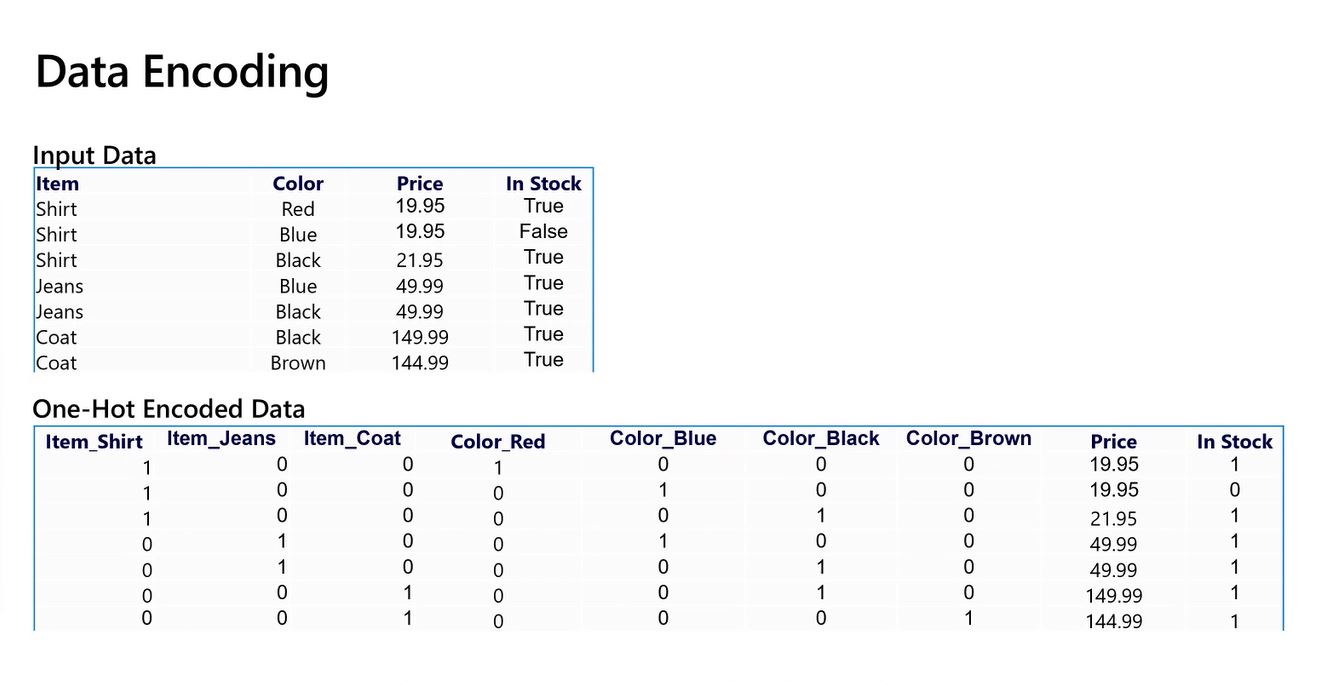 Data Encoding
Input Data
Item Color Price In Stock
Shirt Red 19.95 True
Shirt Blue 19.95 False
Shirt Black 21.95 True
Jeans Blue 49.99 True
Jeans Black 49.99 True
Coat Black 149.99 True
Coat Brown 144.99 True
One-Hot Encoded Data
Item_Shirt Item_Jeans Item_Coat Color_Red Color_Blue Color_Black Color_Brown Price In Stock
1 0 0 1 0 0 0 19.95 1
1 0 0 0 1 0 0 19.95 0
1 0 0 0 0 1 0 21.95 1
0 1 0 0 1 0 0 49.99 1
0 1 0 0 0 1 0 49.99 1
0 0 1 0 0 1 0 149.99 1
0 0 1 0 0 0 1 144.99 1